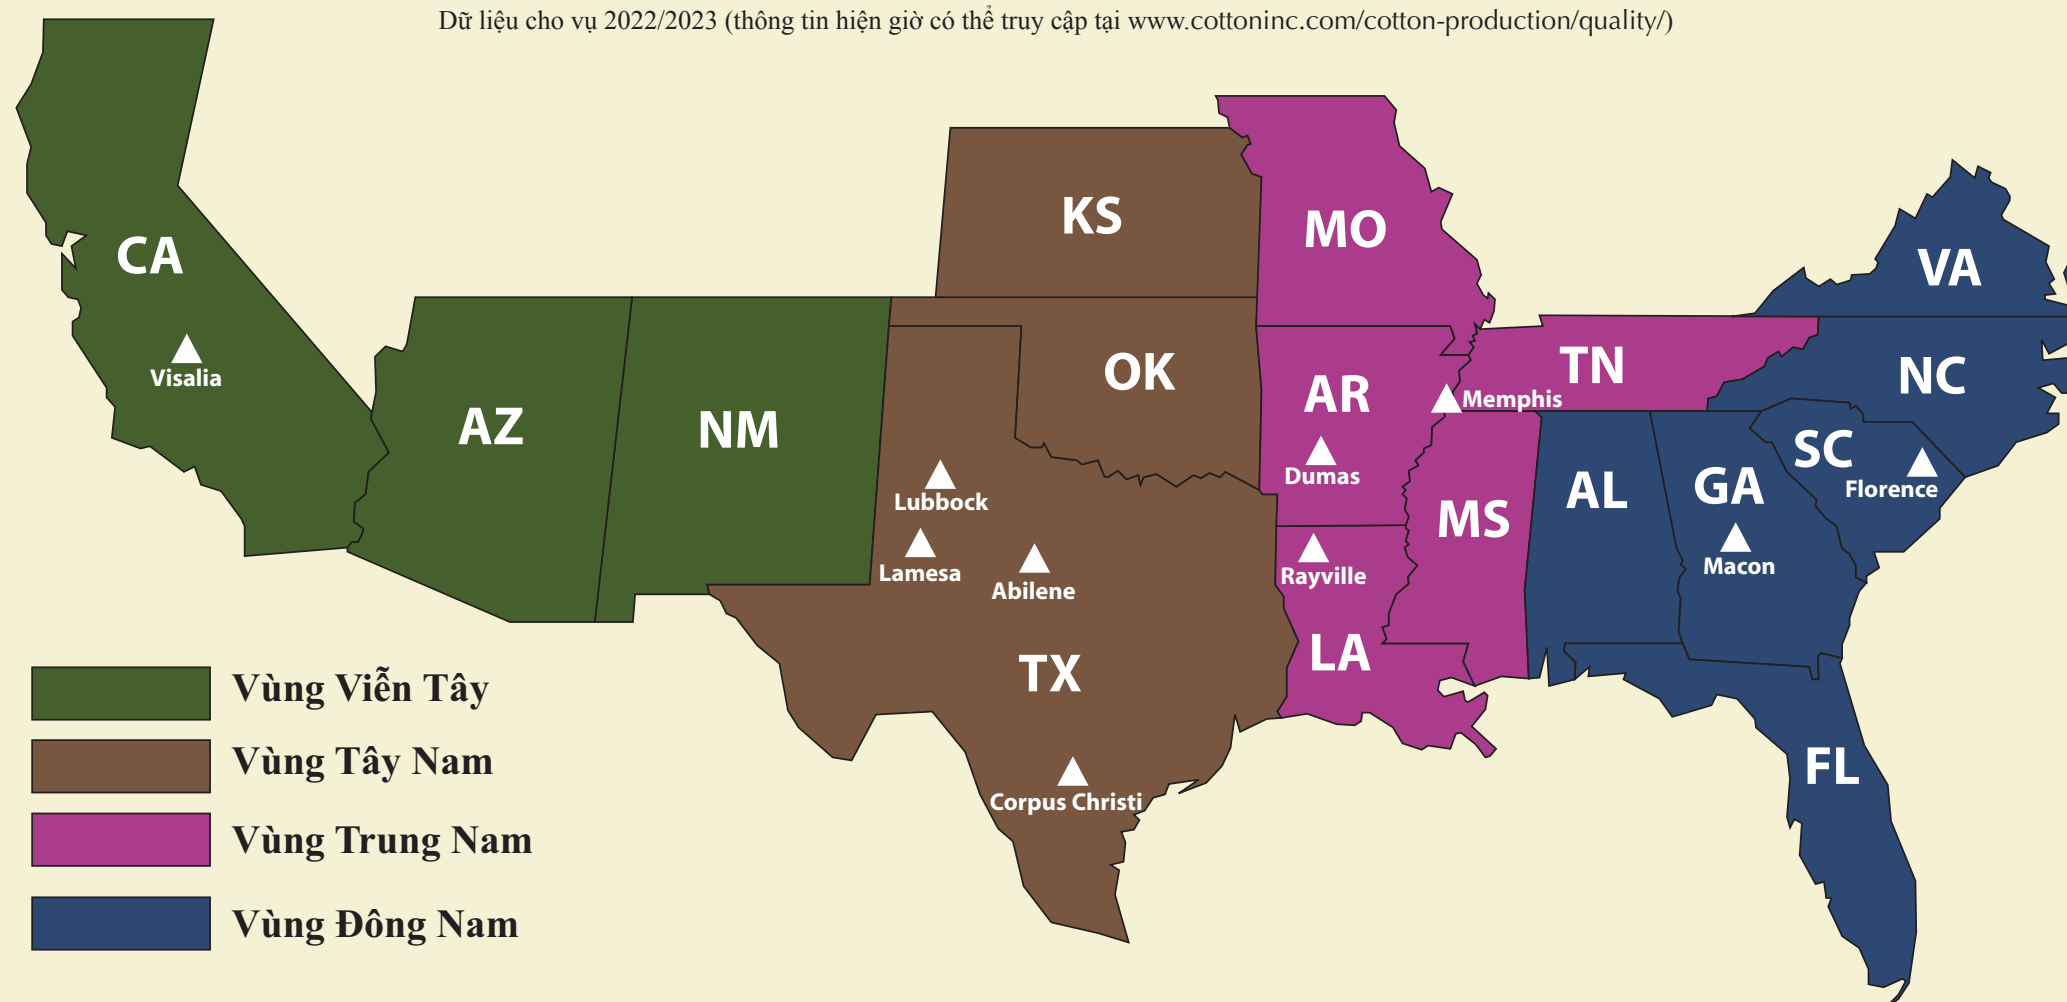 Dữ liệu cho vụ 2022/2023 (thông tin hiện giờ có thể truy cập tại www.cottoninc.com/cotton-production/quality/)
CA
Visalia
AZ
NM
KS
OK
Lubbock
Lamesa
Abilene
TX
Corpus Christi
MO
AR
Dumas
Rayville
LA
TN
Memphis
MS
AL
GA
Macon
SC
Florence
NC
VA
FL
Vùng Viễn Tây
Vùng Tây Nam
Vùng Trung Nam
Vùng Đông Nam